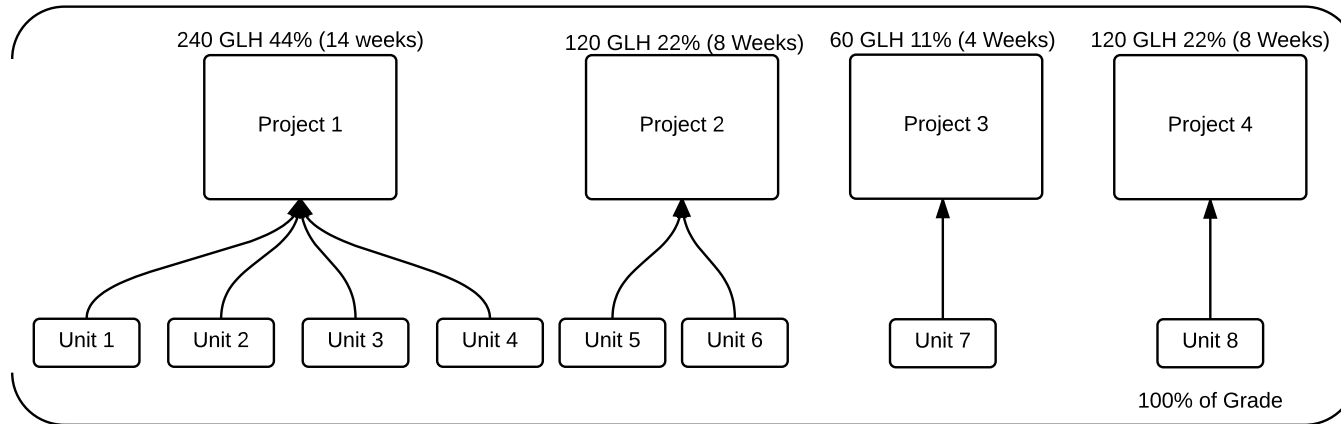 240 GLH 44% (14 weeks)
120 GLH 22% (8 Weeks)
60 GLH 11% (4 Weeks)
120 GLH 22% (8 Weeks)
Project 1
Project 2
Project 3
Project 4
Unit 1
Unit 2
Unit 3
Unit 4
Unit 5
Unit 6
Unit 7
Unit 8
100% of Grade